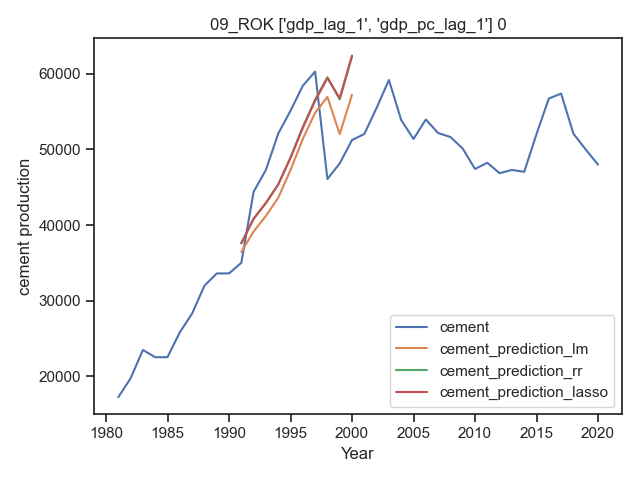 09_ROK ['gdp_lag_1', 'gdp_pc_lag_1'] 0
60000
50000
40000
30000
20000
cement production
1980 1985 1990 1995 2000 2005 2010 2015 2020
Year
cement
cement_prediction_lm
cement_prediction_rr
cement_prediction_lasso